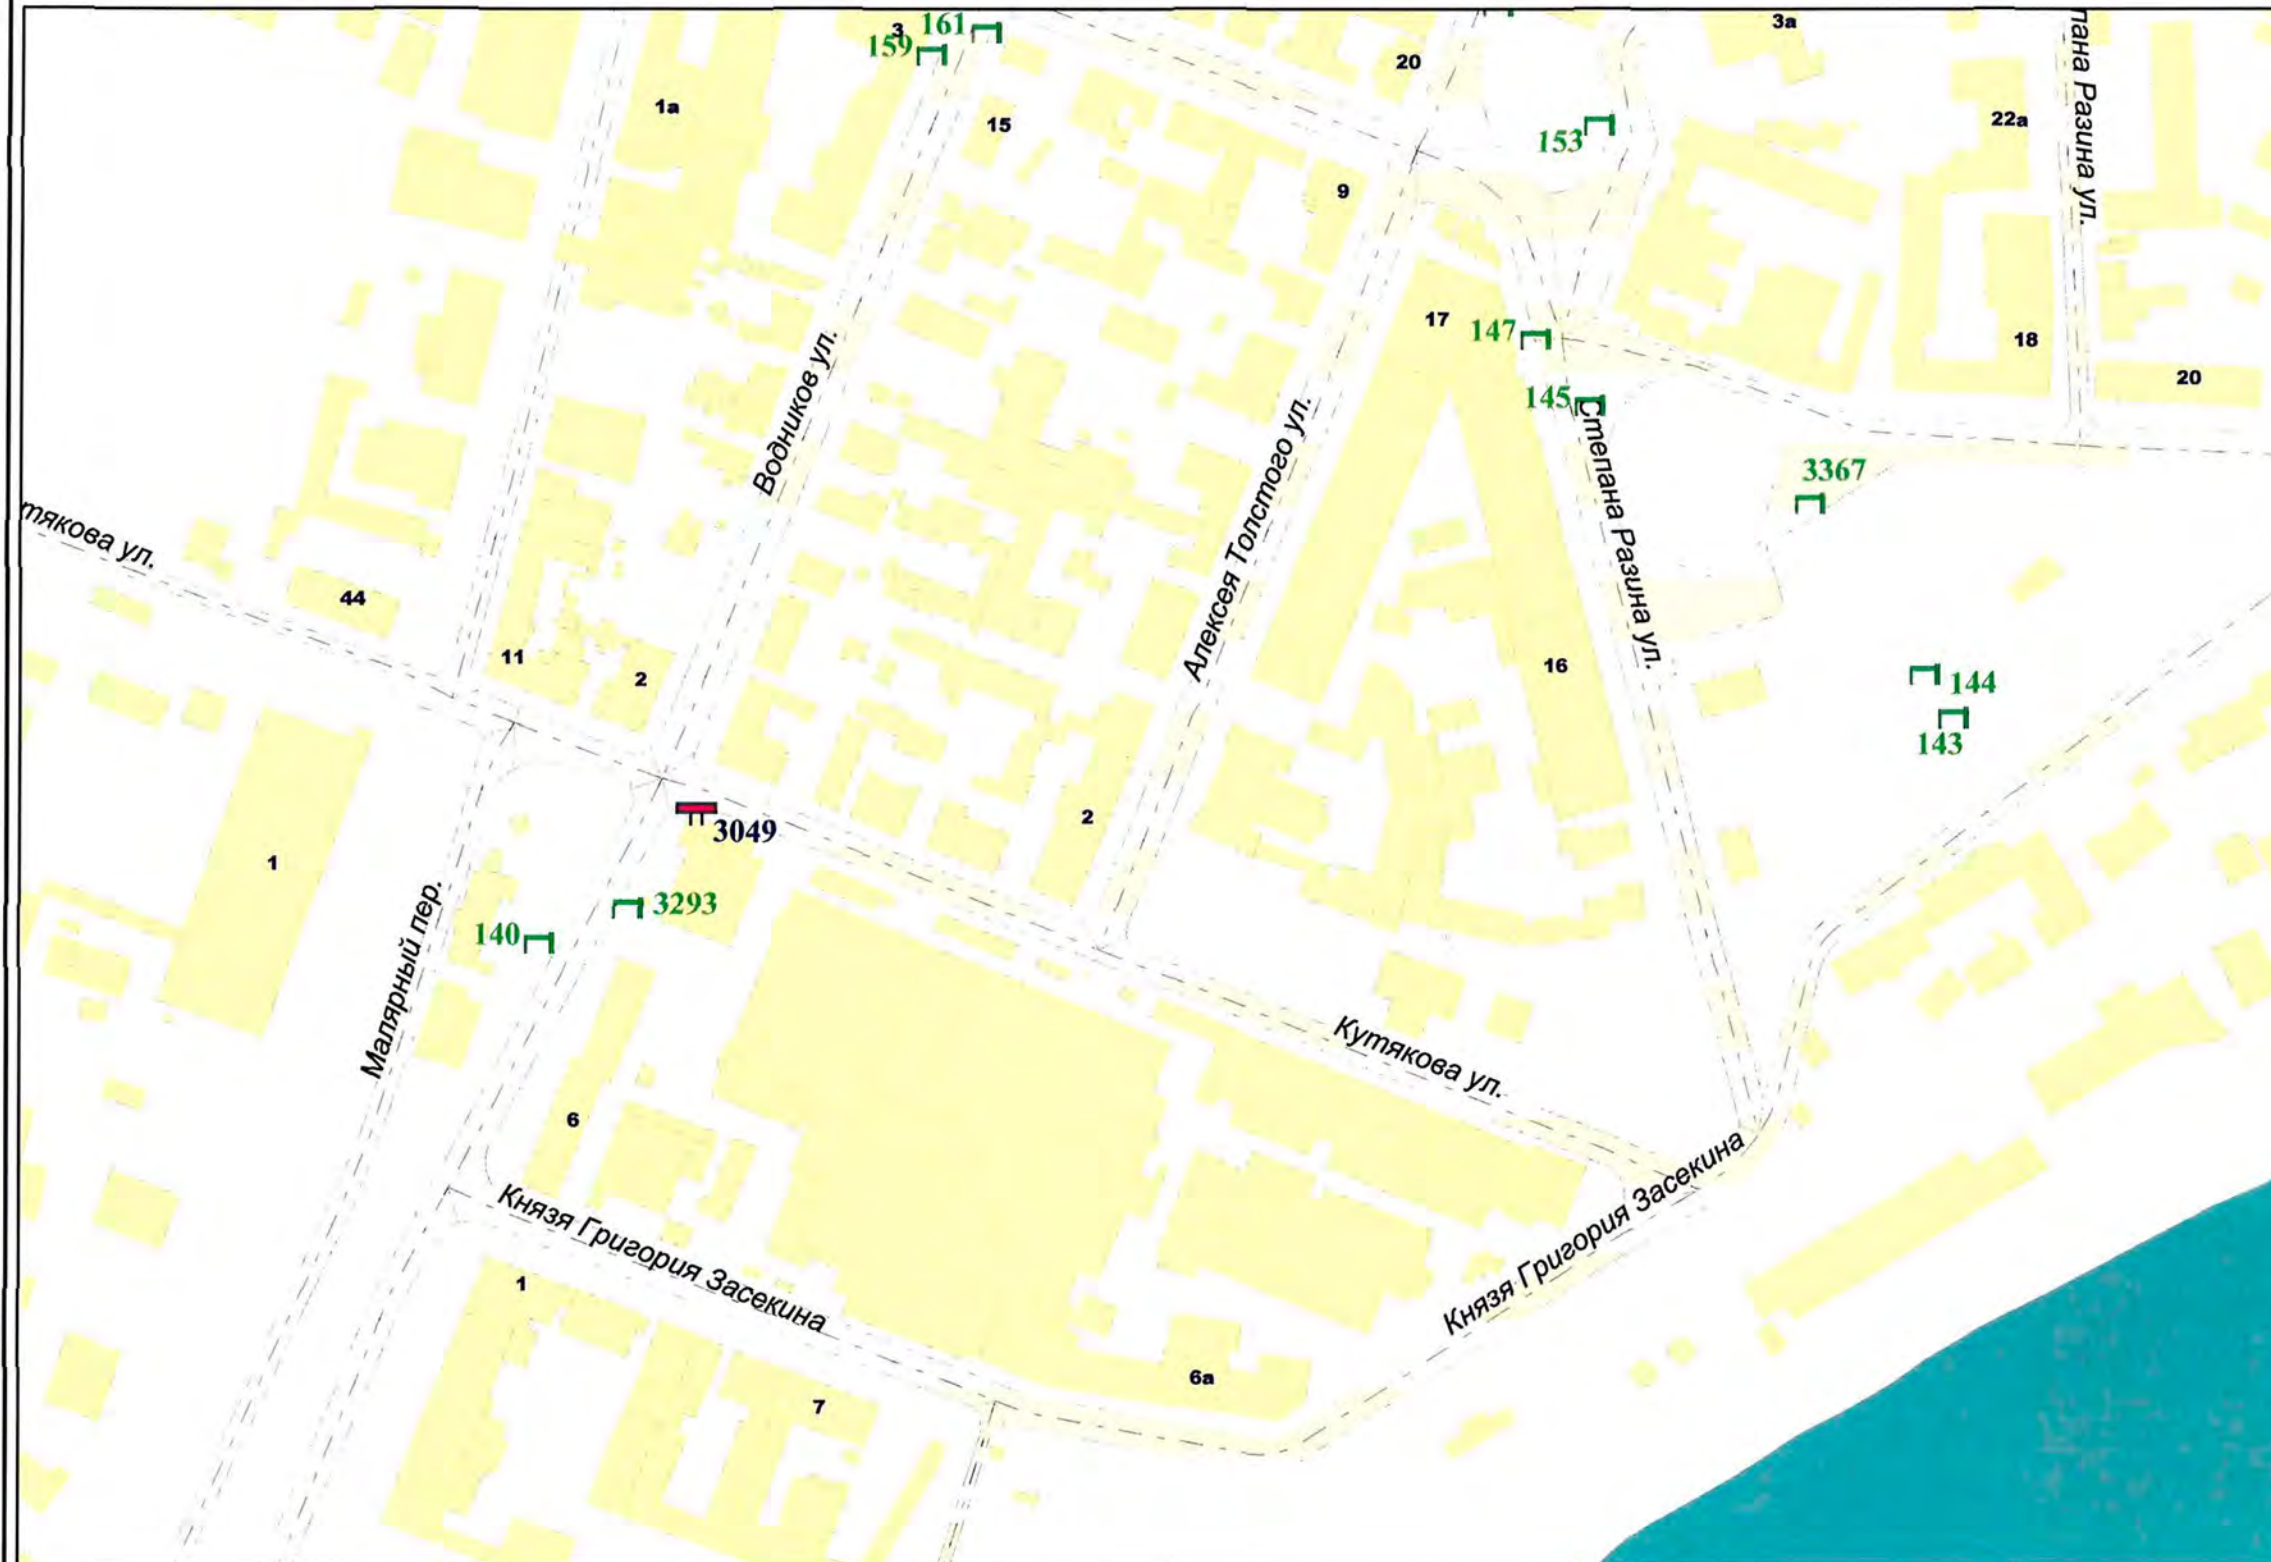 3
161
159
1а
15
20
3а
153
22а
пана Разина ул.
9
17
147
18
20
145
Водников ул.
Алексея Толстого ул.
Степана Разина ул.
3367
тякова ул.
44
11
2
16
144
143
2
3049
1
3293
140
Малярный пер.
Кутякова ул.
6
Князя Григория Засекина
Князя Григория Засекина
1
6а
7